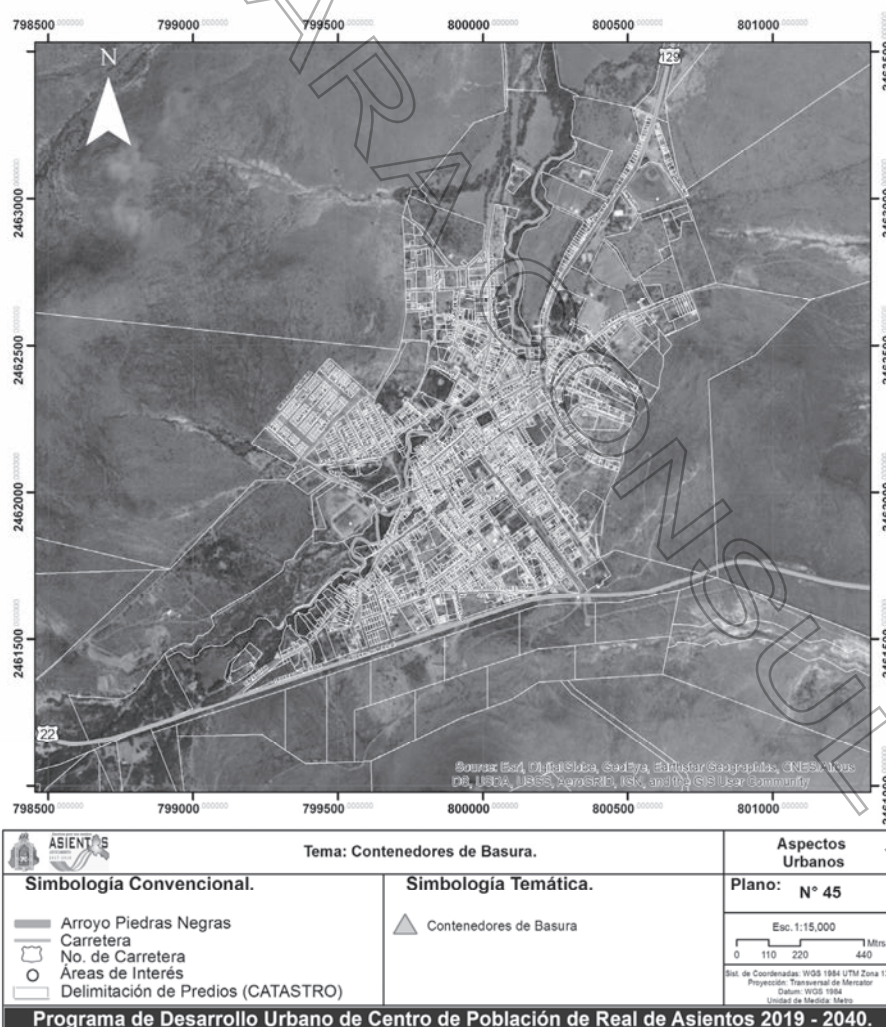 798500 799000 799500 800000 800500 801000
129
N
2463000
2462500
2462000
2461500
22
PARA CONSUL
Source: Esri, DigitalGlobe, GeoEye, Earthstar Geographics, CNES/Airbus
DS, USDA, USGS, AeroGRID, IGN, and the GIS User Community
798500 799000 799500 800000 800500 801000
ASIENTOS
Tema: Contenedores de Basura.
Aspectos
Urbanos
Simbología Convencional.
Arroyo Piedras Negras
Carretera
No. de Carretera
Áreas de Interés
Delimitación de Predios (CATASTRO)
Simbología Temática.
Contenedores de Basura
Plano: N° 45
Esc. 1:15,000
Mtrs
0 110 220 440
Sist. de Coordenadas: WGS 1984 UTM Zona 13
Proyección: Transversal de Mercator
Datum: WGS 1984
Unidad de Medida: Metro
Programa de Desarrollo Urbano de Centro de Población de Real de Asientos 2019 - 2040.